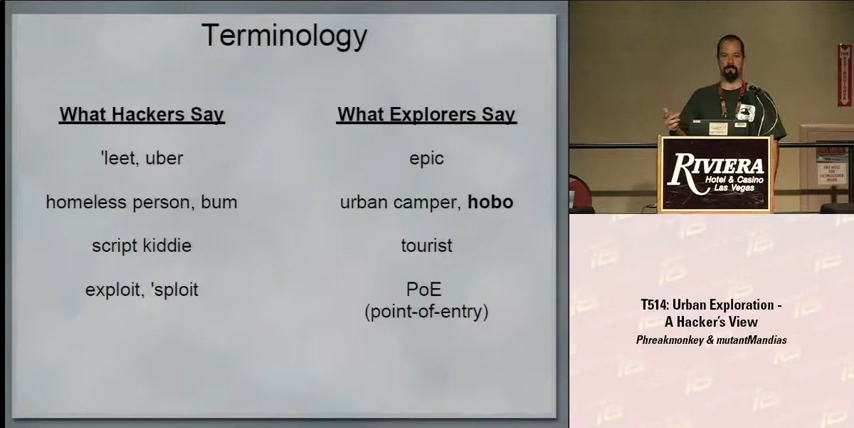 Terminology
What Hackers Say
What Explorers Say
'leet, uber
epic
homeless person, bum
urban camper, hobo
script kiddie
tourist
exploit, 'sploit
PoE
(point-of-entry)
RIVIERA
Hotel & Casino
Las Vegas
T514: Urban Exploration -
A Hacker's View
Phreakmonkey & mutantMandias